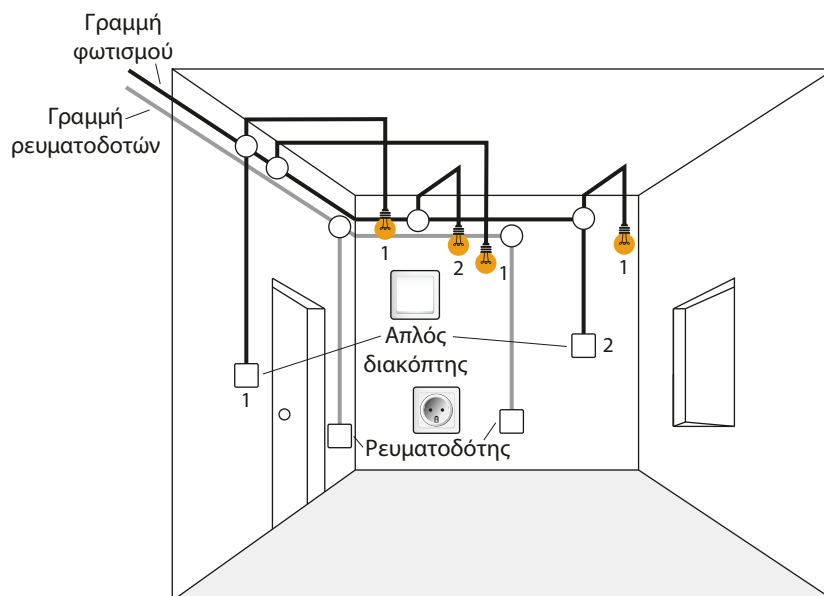 Γραμμή
φωτισμού
Γραμμή
ρευματοδοτών
1
2
1
1
Απλός
διακόπτης
2
1
Ρευματοδότης